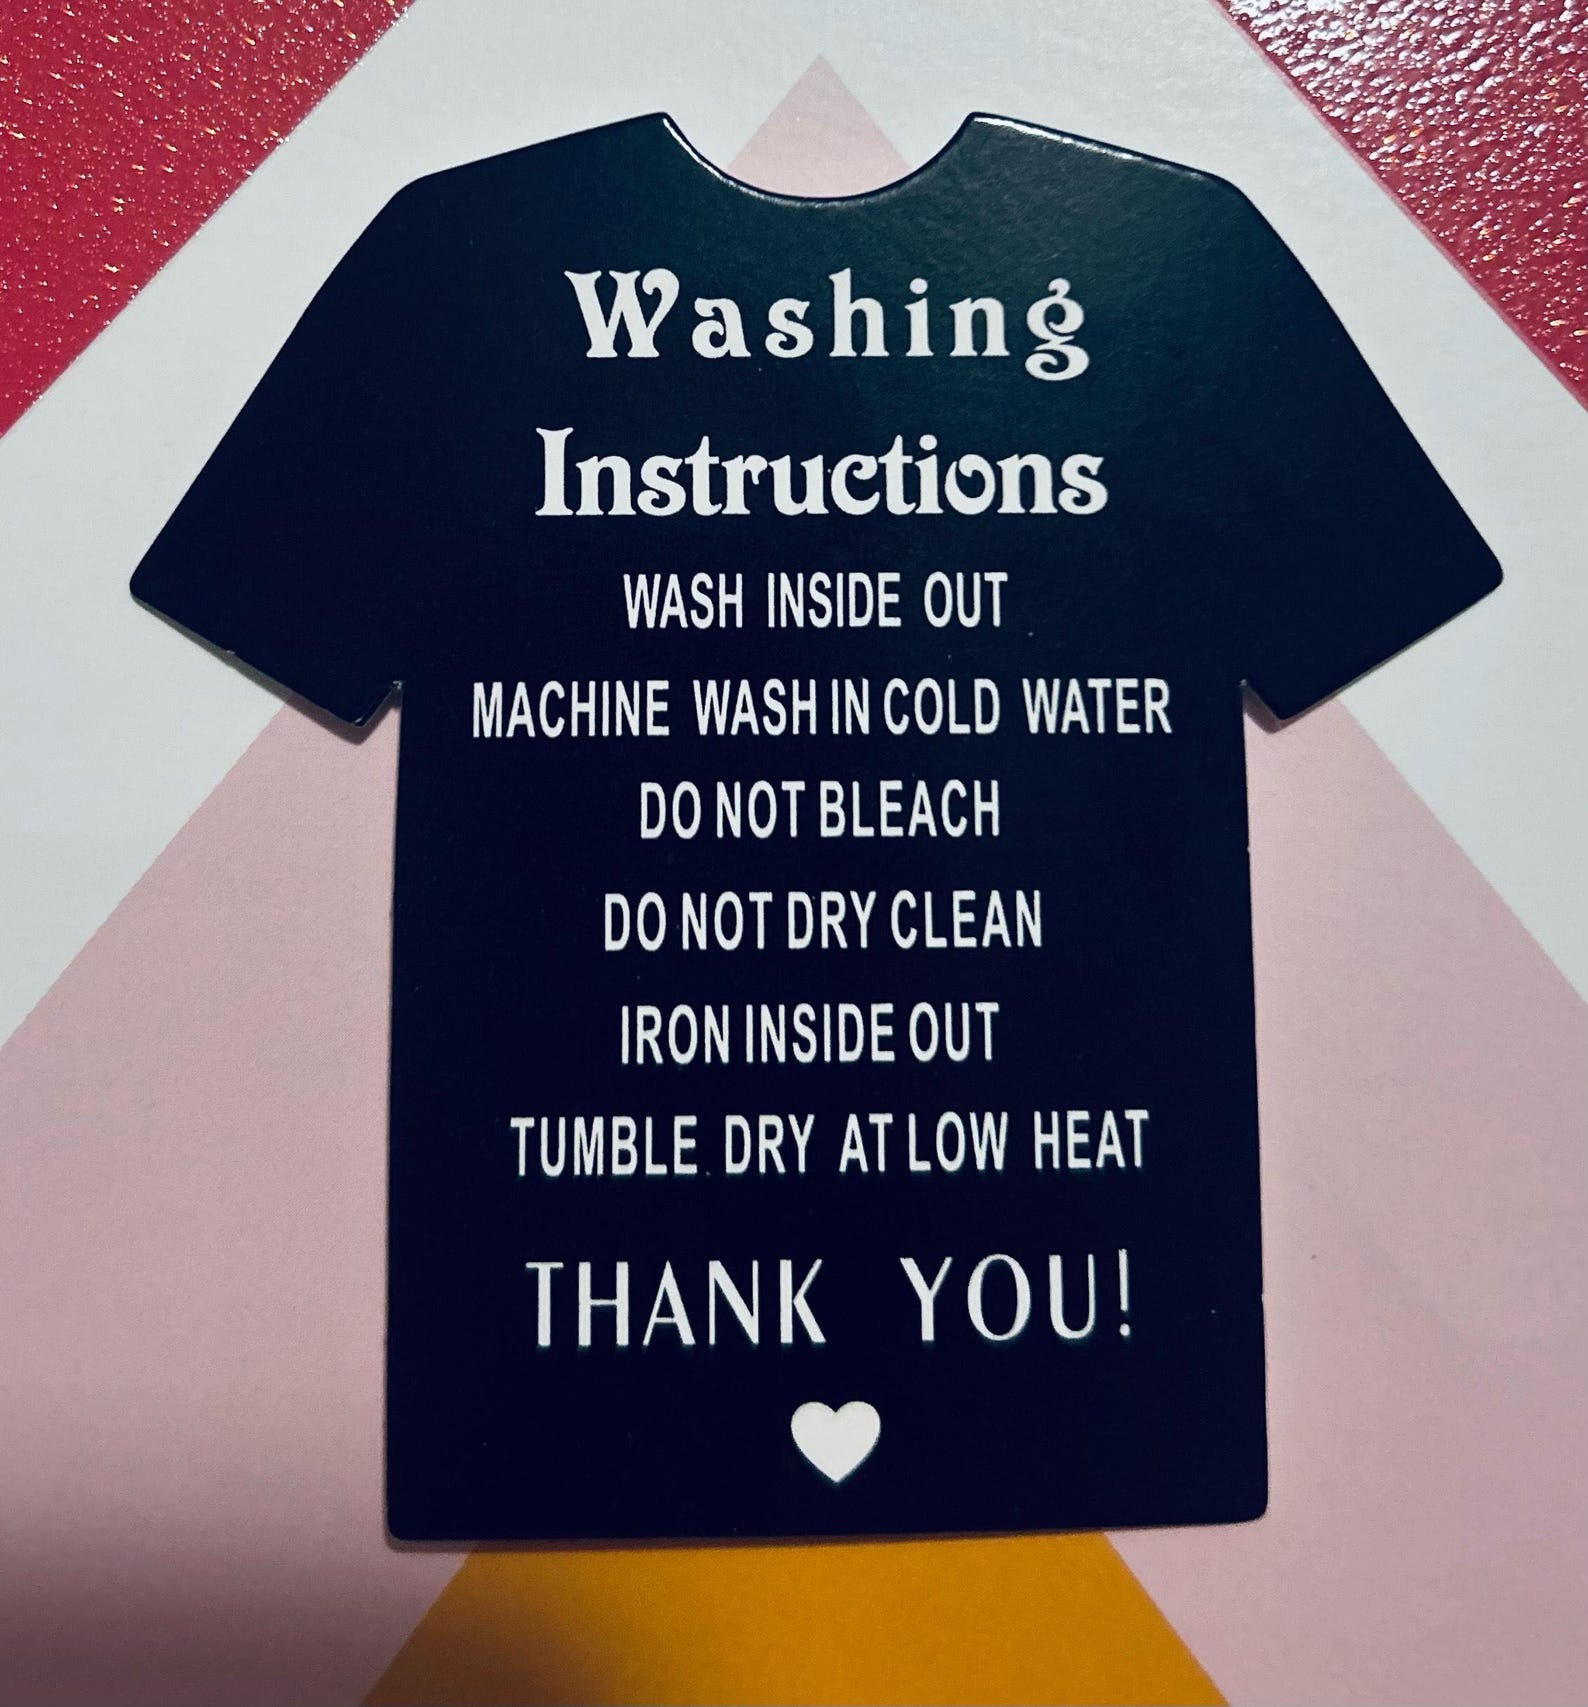 Washing
Instructions
WASH INSIDE OUT
MACHINE WASH IN COLD WATER
DO NOT BLEACH
DO NOT DRY CLEAN
IRON INSIDE OUT
TUMBLE DRY AT LOW HEAT
THANK YOU!